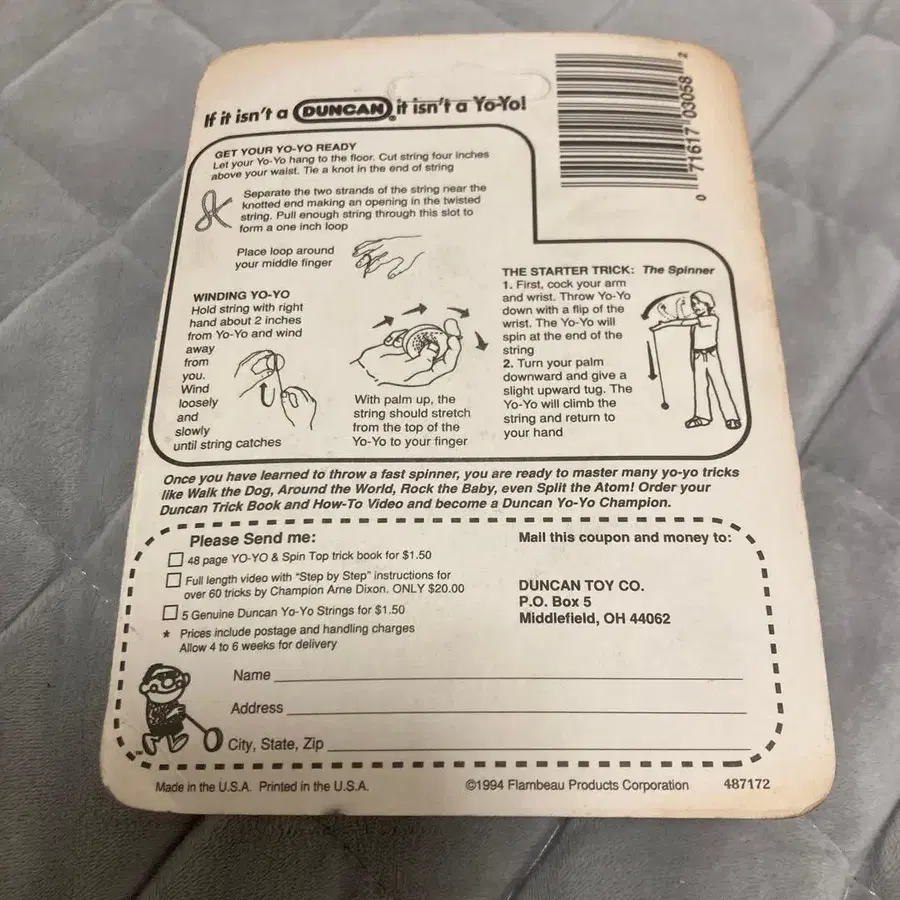 If it isn't a DUNCAN® it isn't a Yo-Yo!
0 71617 03058 2
GET YOUR YO-YO READY
Let your Yo-Yo hang to the floor. Cut string four inches
above your waist. Tie a knot in the end of string
Separate the two strands of the string near the
knotted end making an opening in the twisted
string. Pull enough string through this slot to
form a one inch loop
Place loop around
your middle finger
WINDING YO-YO
Hold string with right
hand about 2 inches
from Yo-Yo and wind
away
from
you.
Wind
loosely
and
slowly
until string catches
With palm up, the
string should stretch
from the top of the
Yo-Yo to your finger
THE STARTER TRICK: The Spinner
1. First, cock your arm
and wrist. Throw Yo-Yo
down with a flip of the
wrist. The Yo-Yo will
spin at the end of the
string
2. Turn your palm
downward and give a
slight upward tug. The
Yo-Yo will climb the
string and return to
your hand
Once you have learned to throw a fast spinner, you are ready to master many yo-yo tricks
like Walk the Dog, Around the World, Rock the Baby, even Split the Atom! Order your
Duncan Trick Book and How-To Video and become a Duncan Yo-Yo Champion.
Please Send me:
48 page YO-YO & Spin Top trick book for $1.50
Full length video with "Step by Step" instructions for
over 60 tricks by Champion Arne Dixon. ONLY $20.00
5 Genuine Duncan Yo-Yo Strings for $1.50
* Prices include postage and handling charges
Allow 4 to 6 weeks for delivery
Mail this coupon and money to:
DUNCAN TOY CO.
P.O. Box 5
Middlefield, OH 44062
Name
Address
City, State, Zip
TM
Made in the U.S.A. Printed in the U.S.A.
©1994 Flambeau Products Corporation
487172